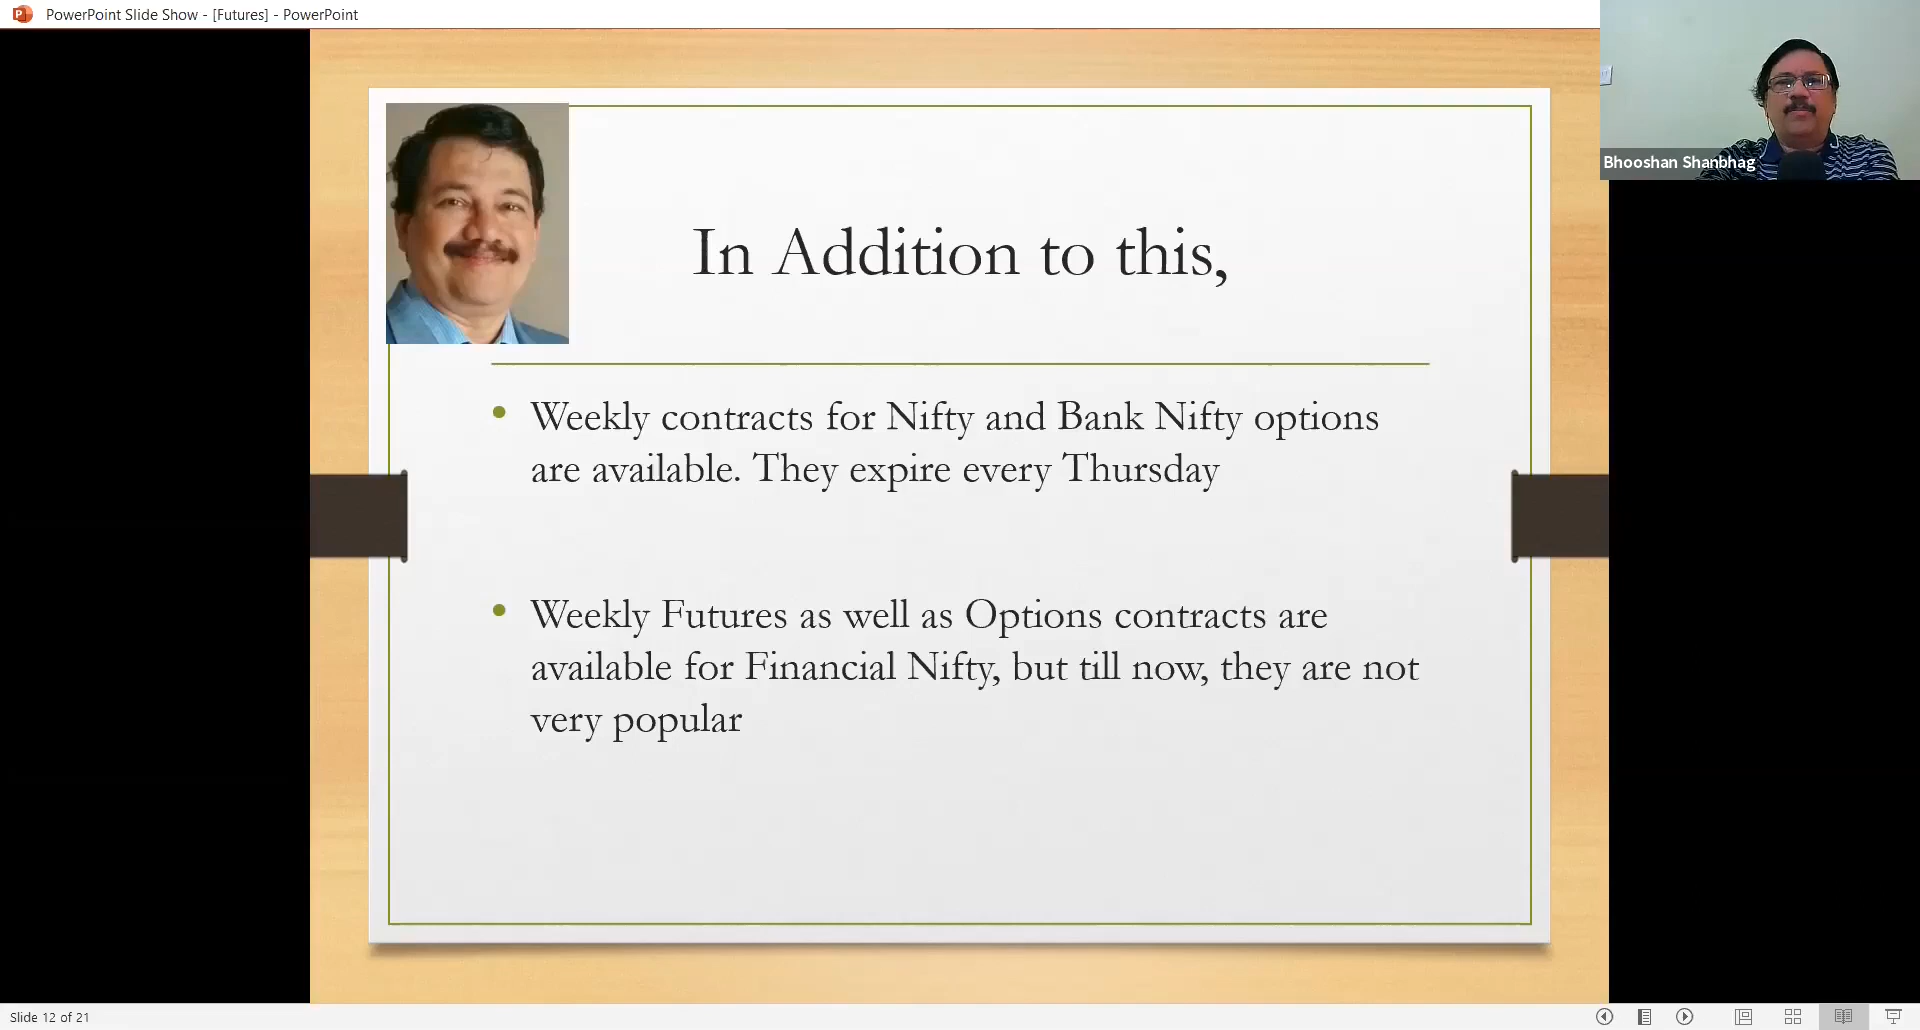 PowerPoint Slide Show - [Futures] - PowerPoint
Bhooshan Shanbhag
In Addition to this,
• Weekly contracts for Nifty and Bank Nifty options
are available. They expire every Thursday
• Weekly Futures as well as Options contracts are
available for Financial Nifty, but till now, they are not
very popular
Slide 12 of 21